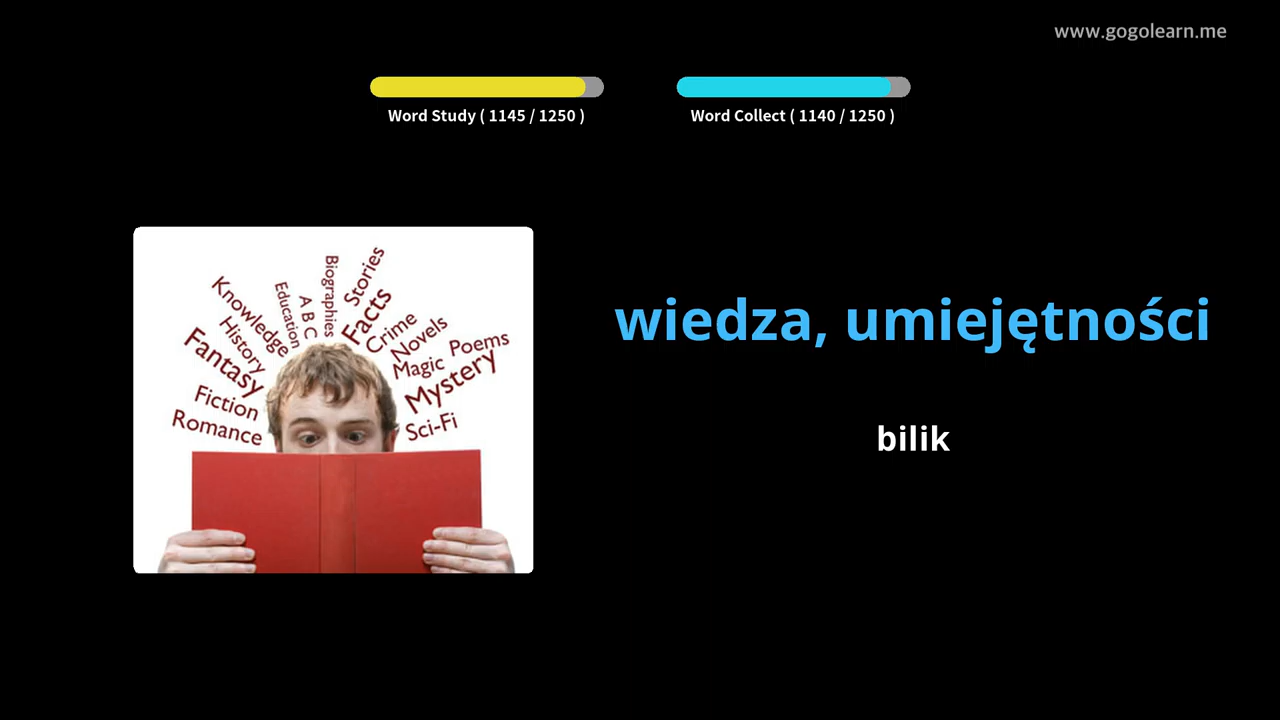 www.gogolearn.me
Word Study ( 1145 / 1250 )
Word Collect ( 1140 / 1250 )
Knowledge
Education
A B C
Biographies
Stories
Facts
History
Crime
Novels
Fantasy
Magic
Poems
Mystery
Fiction
Romance
Sci-Fi
wiedza, umiejętności
bilik